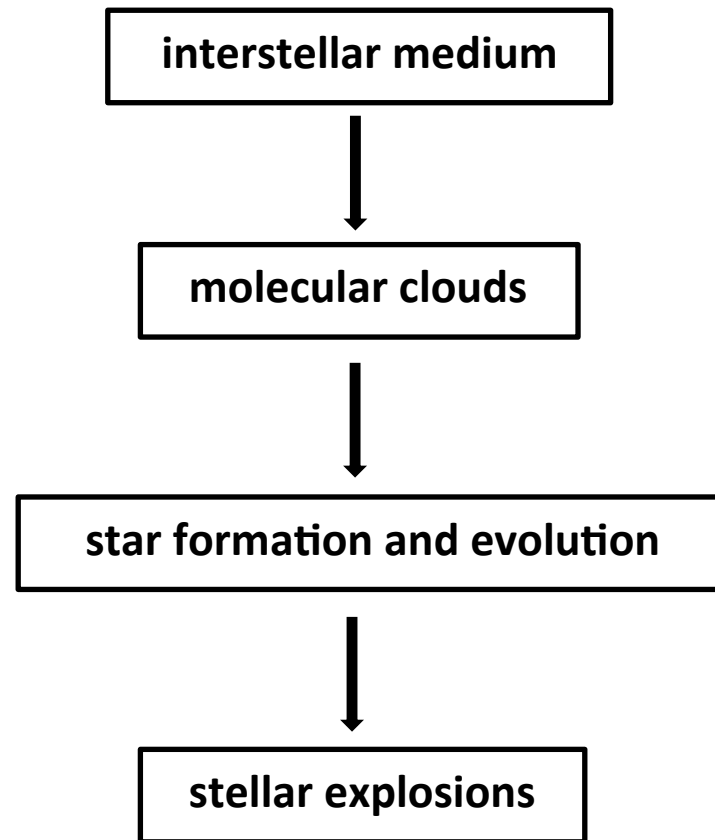 interstellar medium
molecular clouds
star formation and evolution
stellar explosions